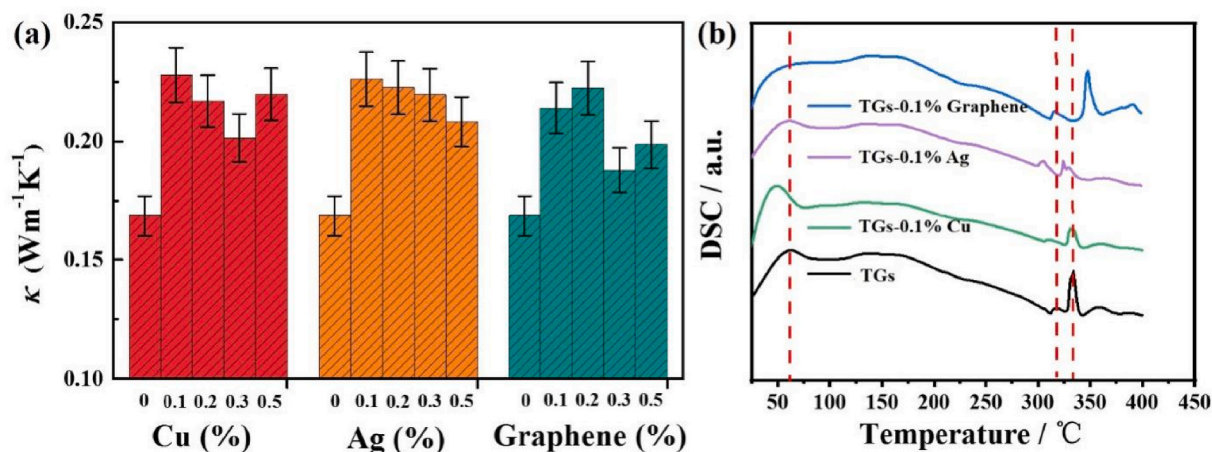 (a)
0.25
0.20
0.15
0.10
κ (Wm⁻¹K⁻¹)
0 0.1 0.2 0.3 0.5
0 0.1 0.2 0.3 0.5
0 0.1 0.2 0.3 0.5
Cu (%)
Ag (%)
Graphene (%)
(b)
DSC / a.u.
TGs-0.1% Graphene
TGs-0.1% Ag
TGs-0.1% Cu
TGs
50 100 150 200 250 300 350 400 450
Temperature / ℃